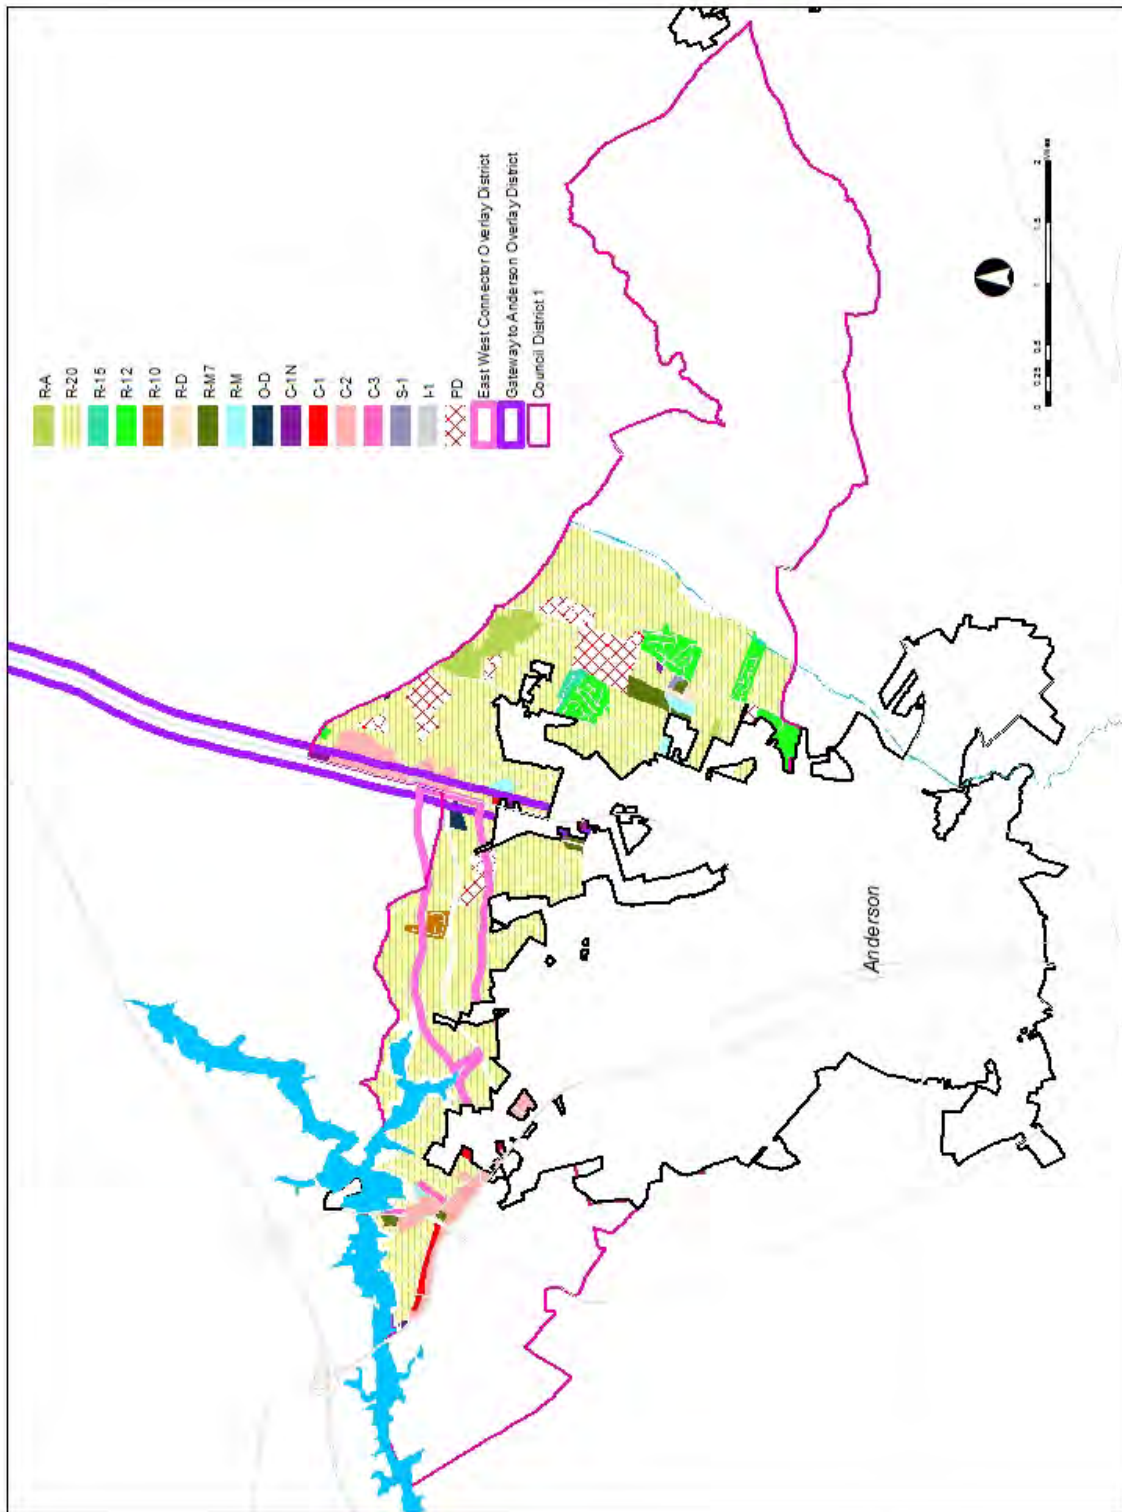 R-A
R-20
R-15
R-12
R-10
R-D
R-M7
R-M
O-D
C-1N
C-1
C-2
C-3
S-1
I-1
PD
East West Connector Overlay District
Gateway to Anderson Overlay District
Council District 1
0 0.25 0.5 1 1.5 2
Miles
Anderson